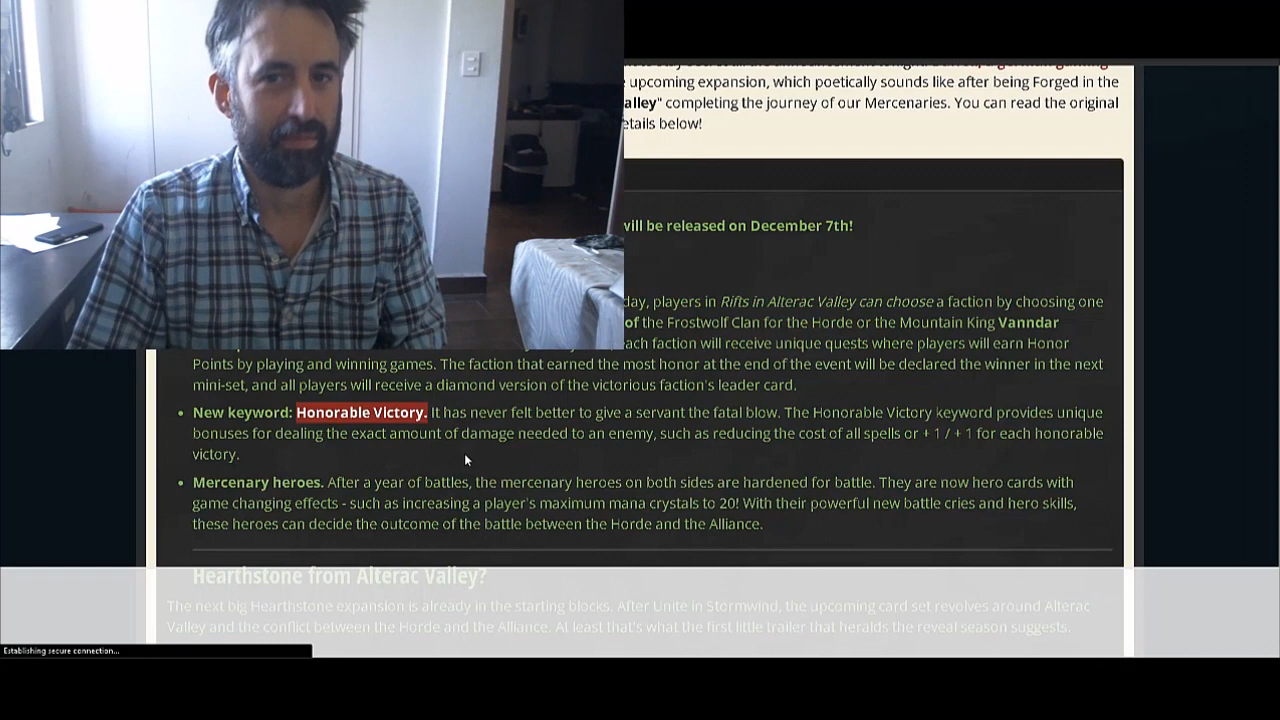 upcoming expansion, which poetically sounds like after being Forged in the
alley" completing the journey of our Mercenaries. You can read the original
etails below!
will be released on December 7th!
day, players in Rifts in Alterac Valley can choose a faction by choosing one
of the Frostwolf Clan for the Horde or the Mountain King Vanndar
each faction will receive unique quests where players will earn Honor
Points by playing and winning games. The faction that earned the most honor at the end of the event will be declared the winner in the next
mini-set, and all players will receive a diamond version of the victorious faction's leader card.
• New keyword: Honorable Victory. It has never felt better to give a servant the fatal blow. The Honorable Victory keyword provides unique
bonuses for dealing the exact amount of damage needed to an enemy, such as reducing the cost of all spells or + 1 / + 1 for each honorable
victory.
• Mercenary heroes. After a year of battles, the mercenary heroes on both sides are hardened for battle. They are now hero cards with
game changing effects - such as increasing a player's maximum mana crystals to 20! With their powerful new battle cries and hero skills,
these heroes can decide the outcome of the battle between the Horde and the Alliance.
Hearthstone from Alterac Valley?
The next big Hearthstone expansion is already in the starting blocks. After Unite in Stormwind, the upcoming card set revolves around Alterac
Valley and the conflict between the Horde and the Alliance. At least that's what the first little trailer that heralds the reveal season suggests.
Establishing secure connection...